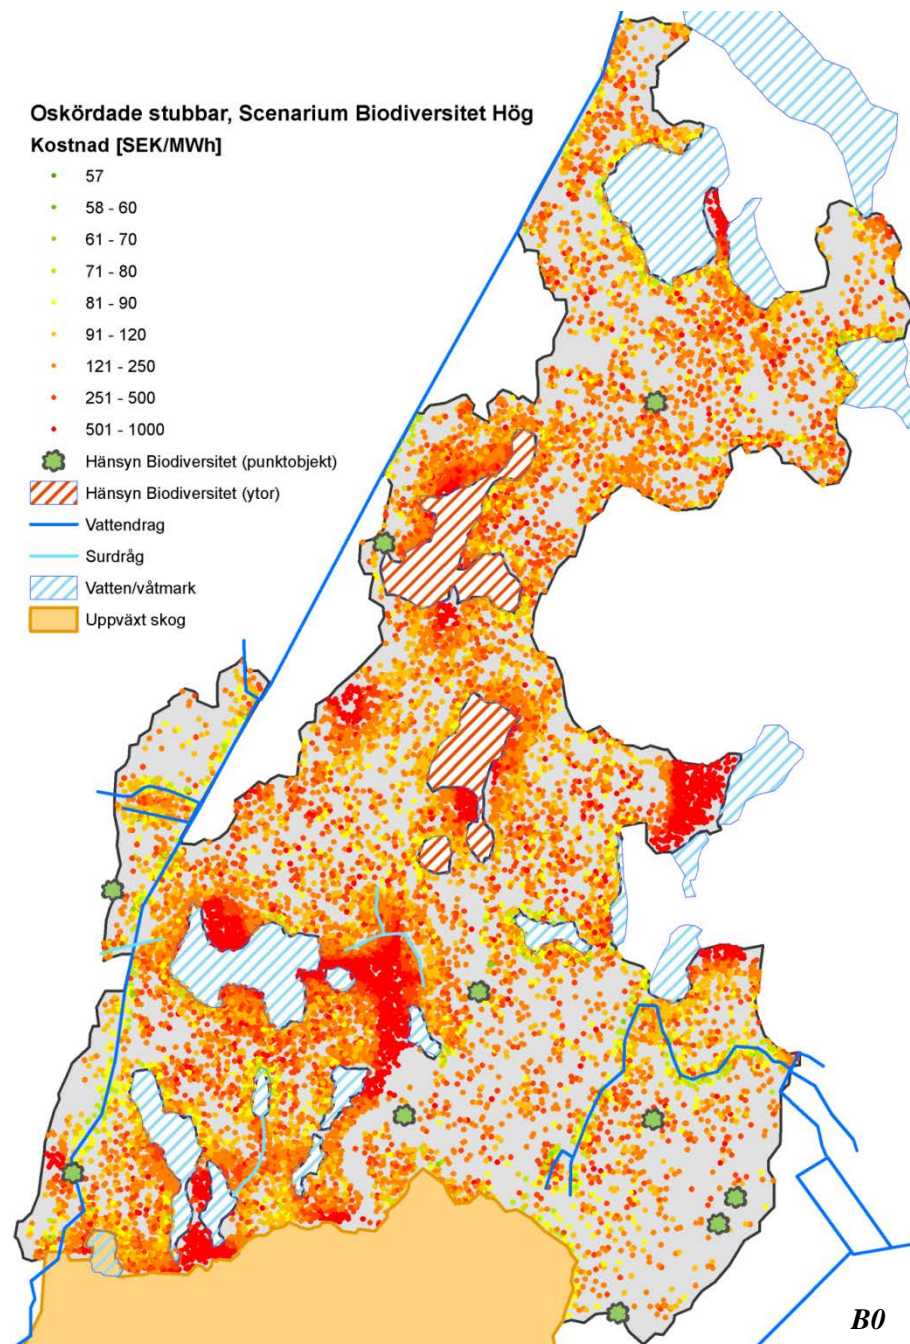 Oskördade stubbar, Scenarium Biodiversitet Hög
Kostnad [SEK/MWh]
57
58 - 60
61 - 70
71 - 80
81 - 90
91 - 120
121 - 250
251 - 500
501 - 1000
Hänsyn Biodiversitet (punktobjekt)
Hänsyn Biodiversitet (ytor)
Vattendrag
Surdråg
Vatten/våtmark
Uppväxt skog
B0